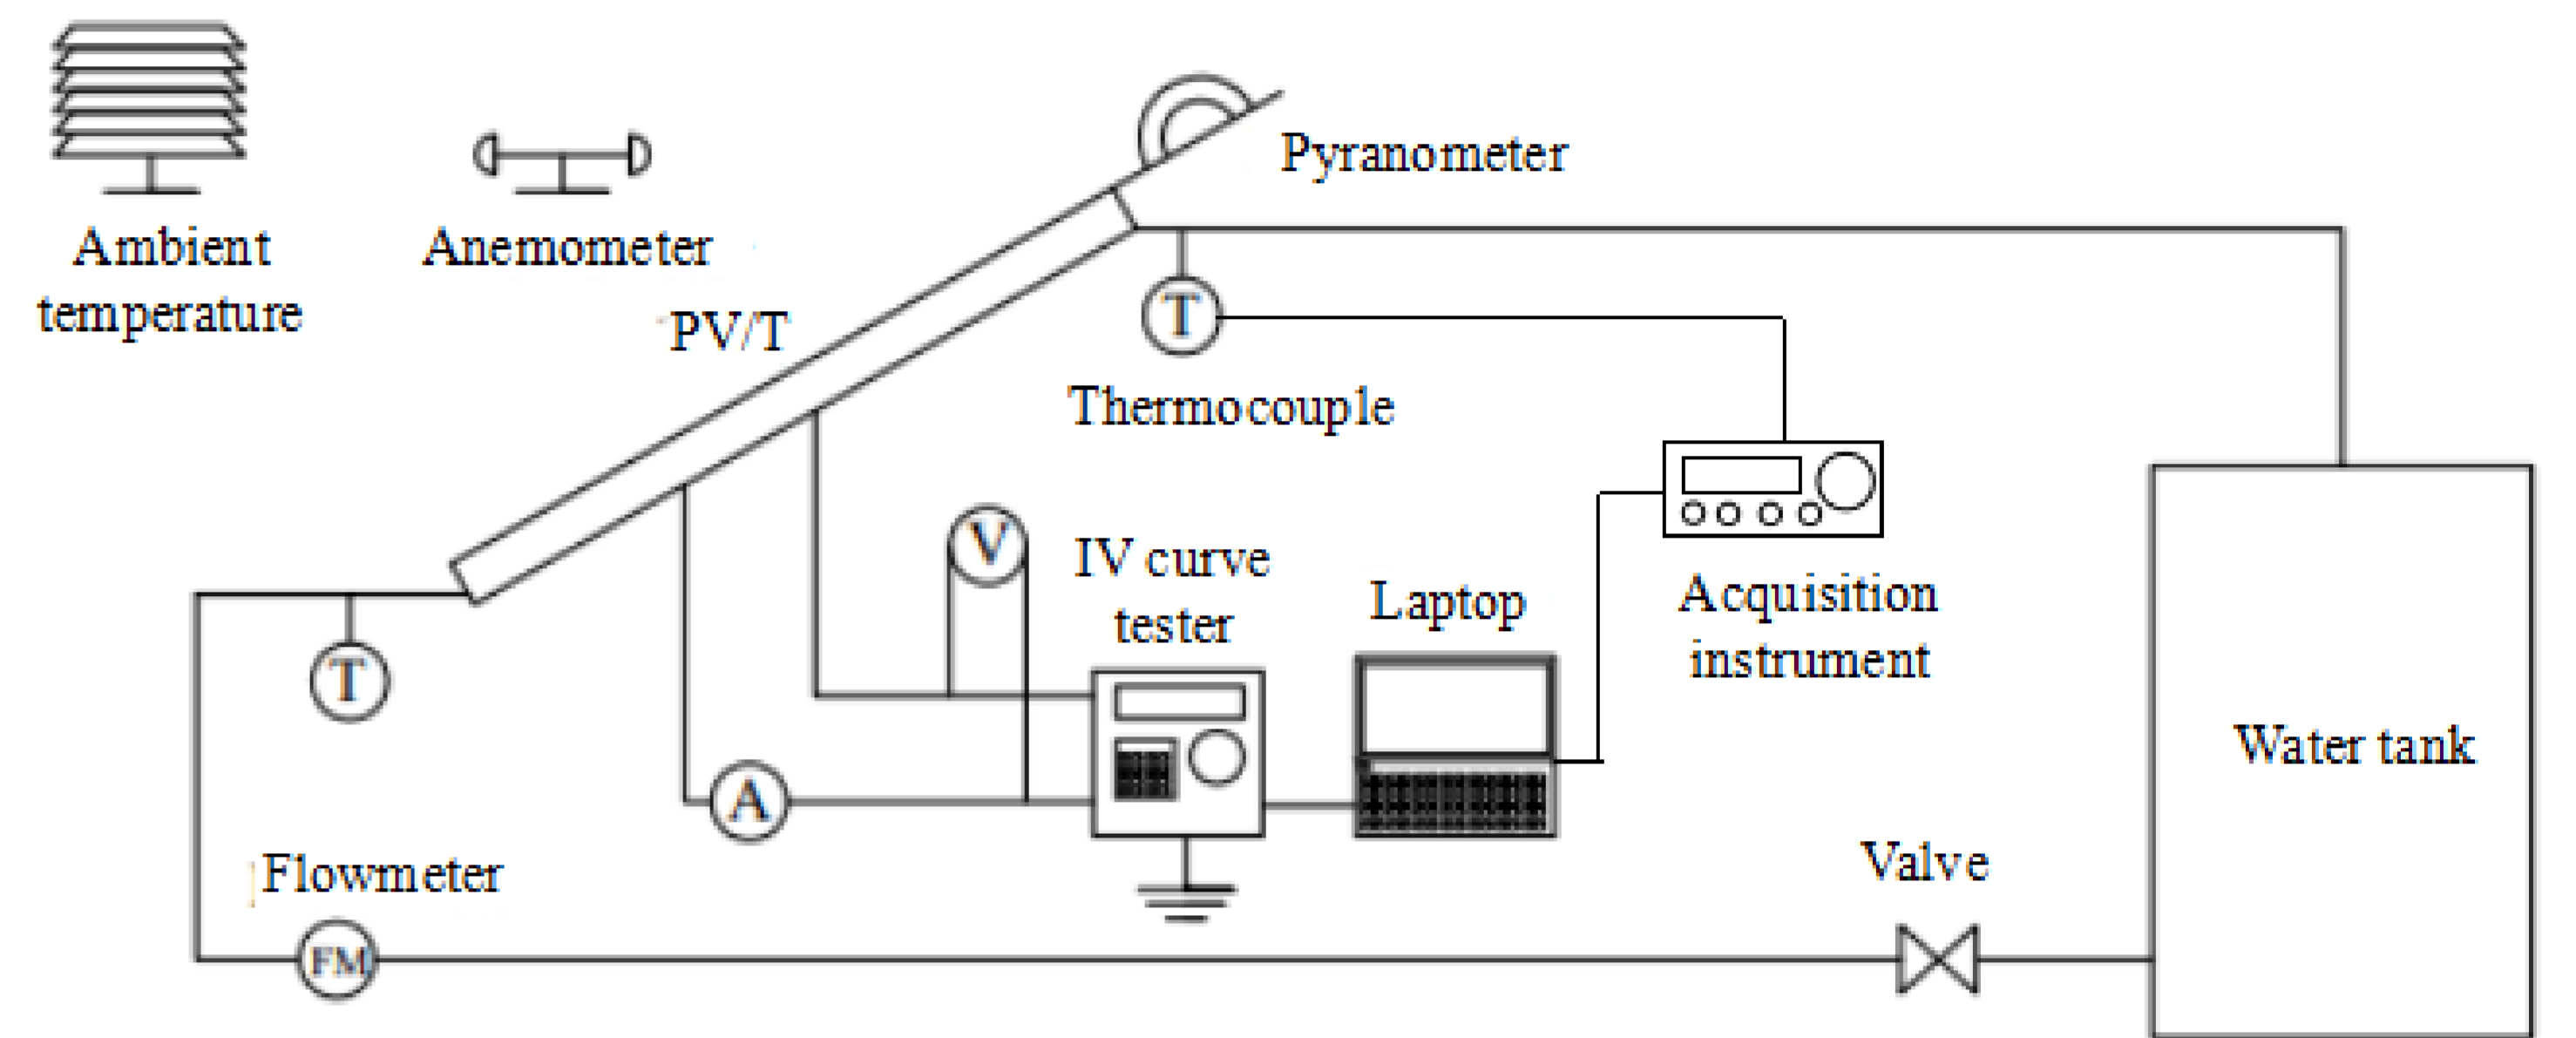 Pyranometer
Ambient
temperature
Anemometer
PV/T
T
Thermocouple
V
IV curve
tester
Laptop
Acquisition
instrument
T
Water tank
A
Flowmeter
Valve
FM